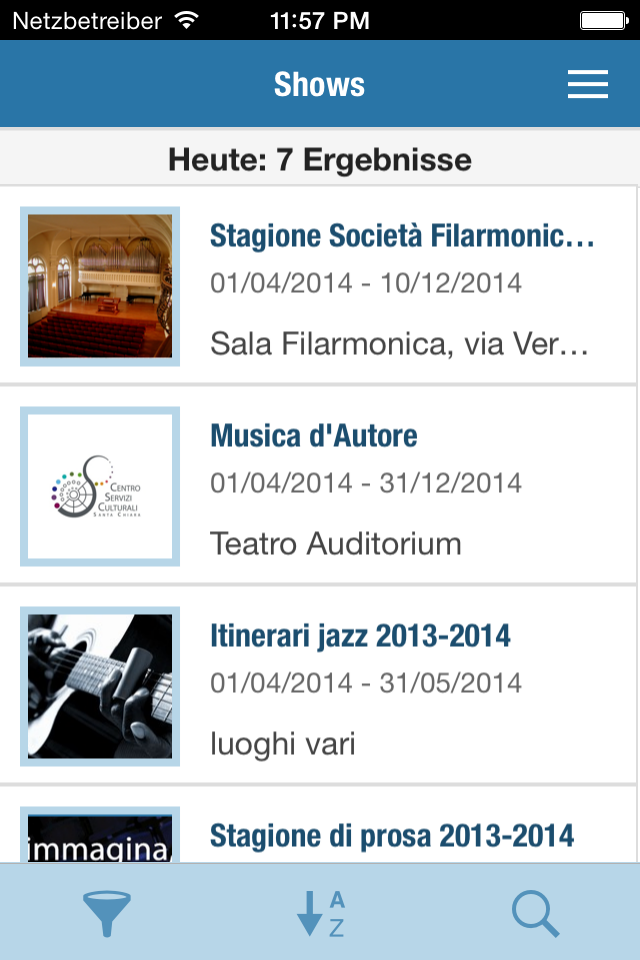 Netzbetreiber 11:57 PM
Shows
Heute: 7 Ergebnisse
Stagione Società Filarmonic...
01/04/2014 - 10/12/2014
Sala Filarmonica, via Ver...
CENTRO
SERVIZI
CULTURALI
SANTA CHIARA
Musica d'Autore
01/04/2014 - 31/12/2014
Teatro Auditorium
Itinerari jazz 2013-2014
01/04/2014 - 31/05/2014
luoghi vari
immagina
Stagione di prosa 2013-2014
A
Z